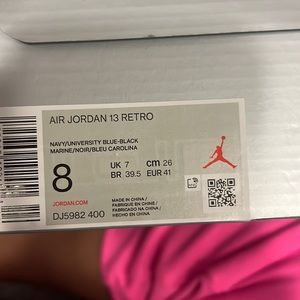 AIR JORDAN 13 RETRO
NAVY/UNIVERSITY BLUE-BLACK
MARINE/NOIR/BLEU CAROLINA
8
UK 7 cm 26
BR 39.5 EUR 41
JORDAN.COM
DJ5982 400
MADE IN CHINA /
FABRIQUE EN CHINE /
FABRICADO NA CHINA /
HECHO EN CHINA